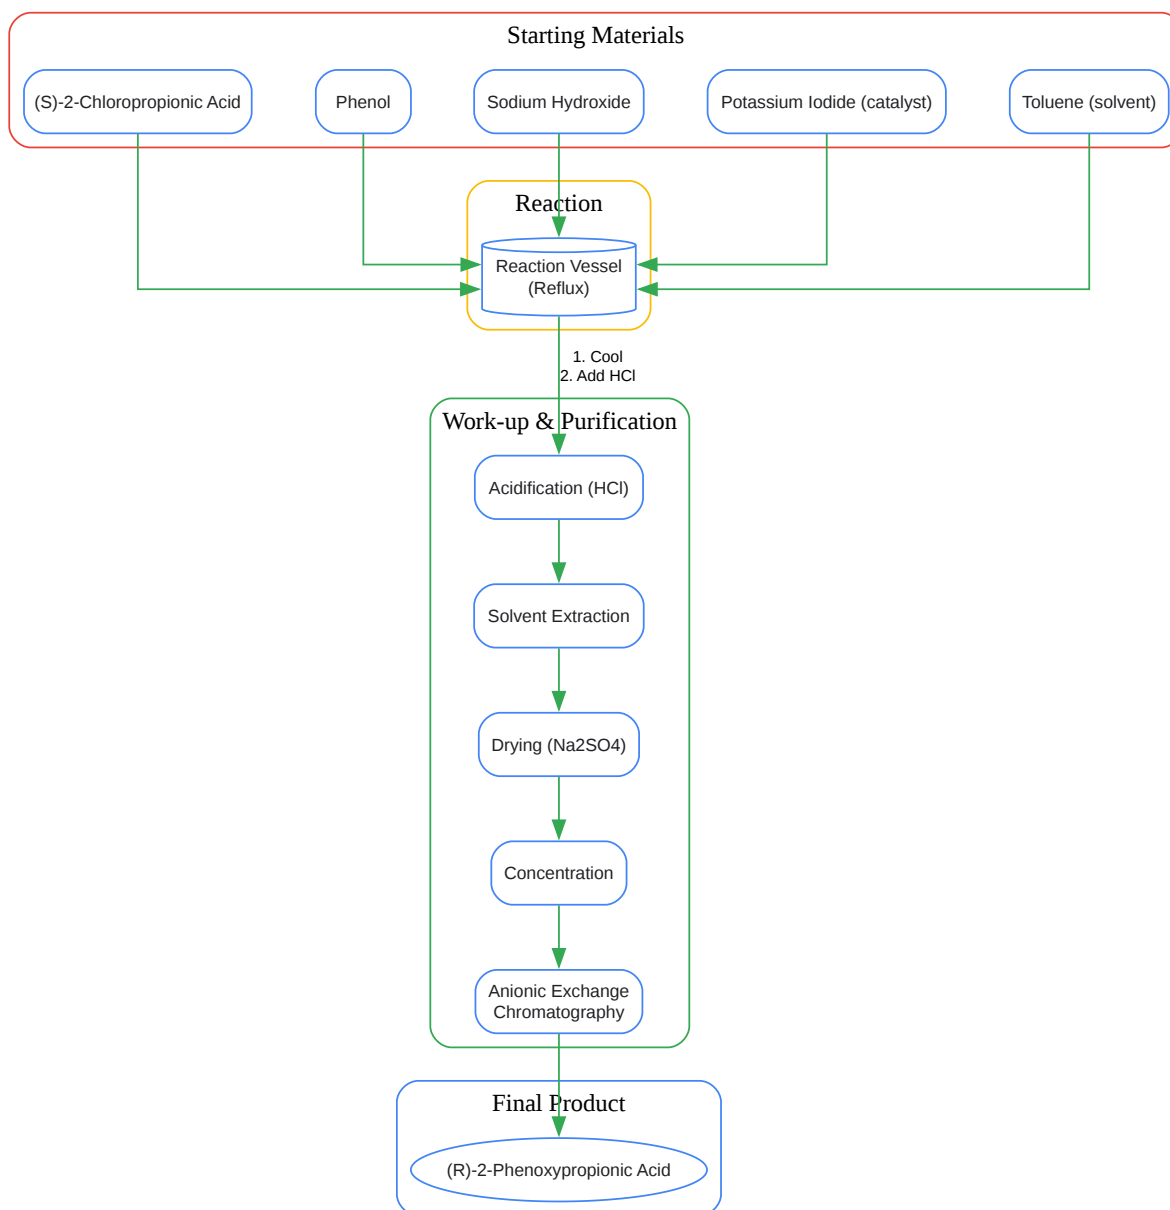 Starting Materials
(S)-2-Chloropropionic Acid
Phenol
Sodium Hydroxide
Potassium Iodide (catalyst)
Toluene (solvent)
Reaction
Reaction Vessel
(Reflux)
1. Cool
2. Add HCl
Work-up & Purification
Acidification (HCl)
Solvent Extraction
Drying (Na2SO4)
Concentration
Anionic Exchange
Chromatography
Final Product
(R)-2-Phenoxypropionic Acid